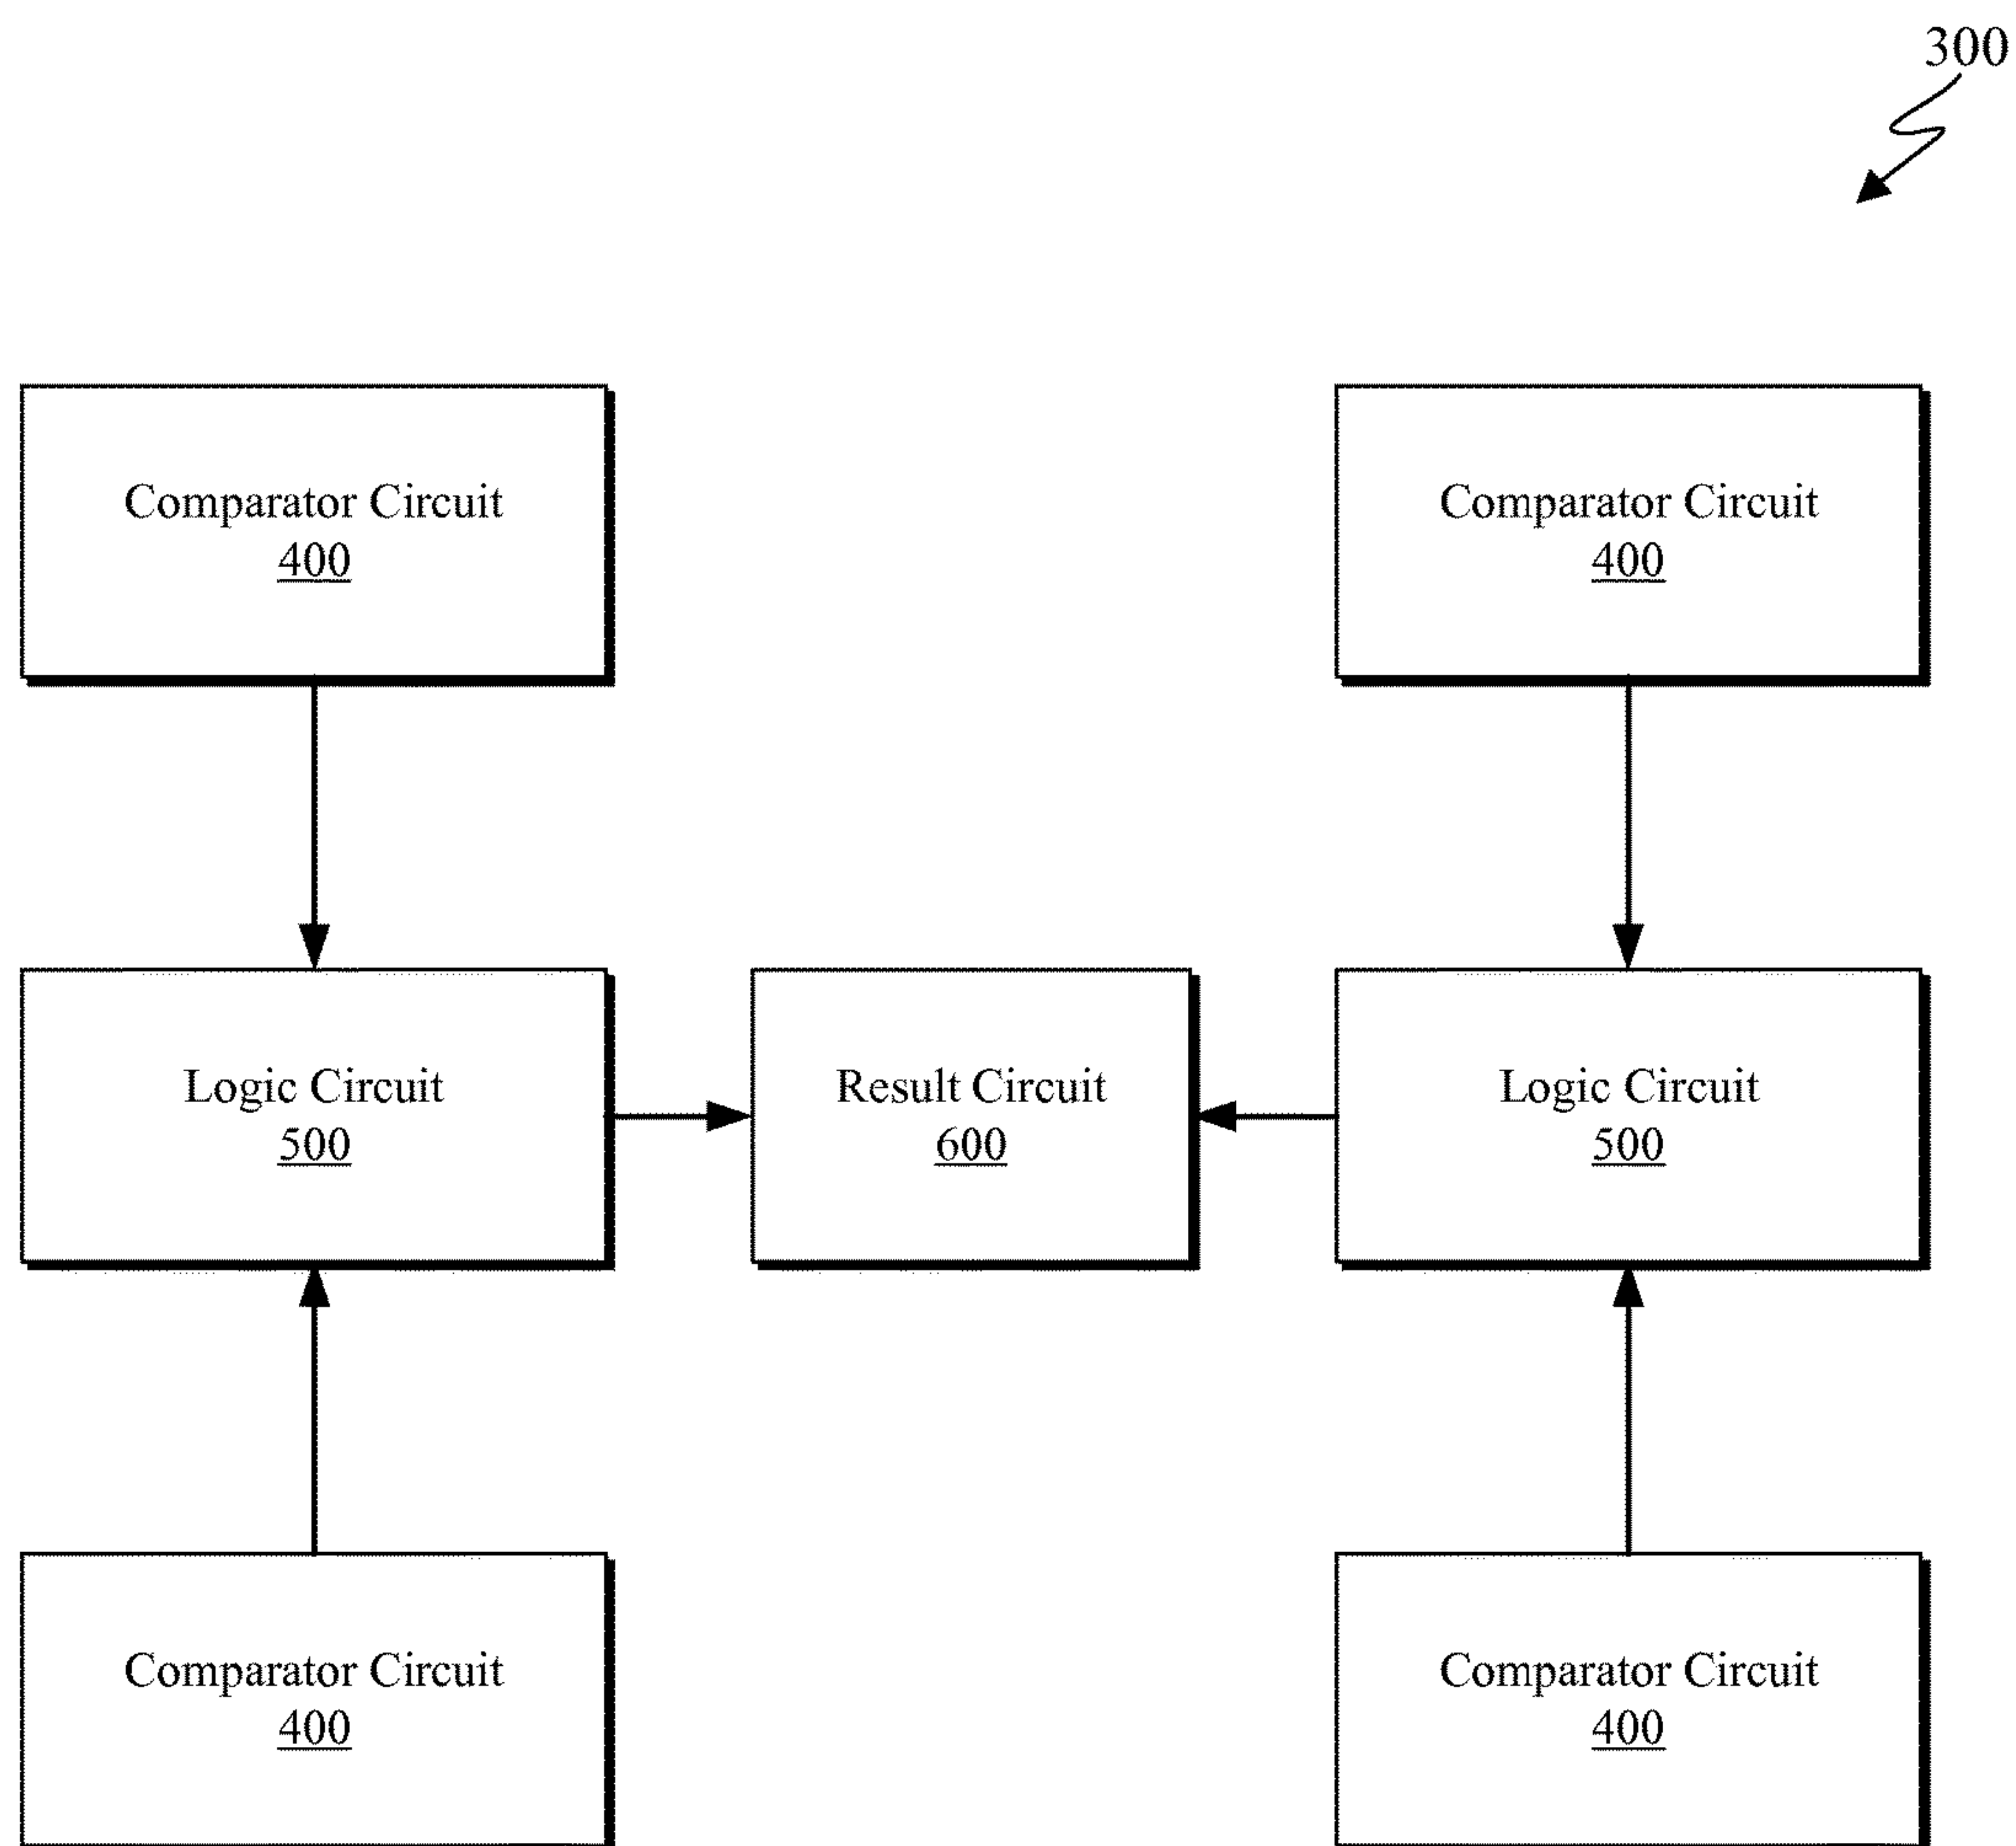 300
Comparator Circuit
400
Comparator Circuit
400
Logic Circuit
500
Result Circuit
600
Logic Circuit
500
Comparator Circuit
400
Comparator Circuit
400